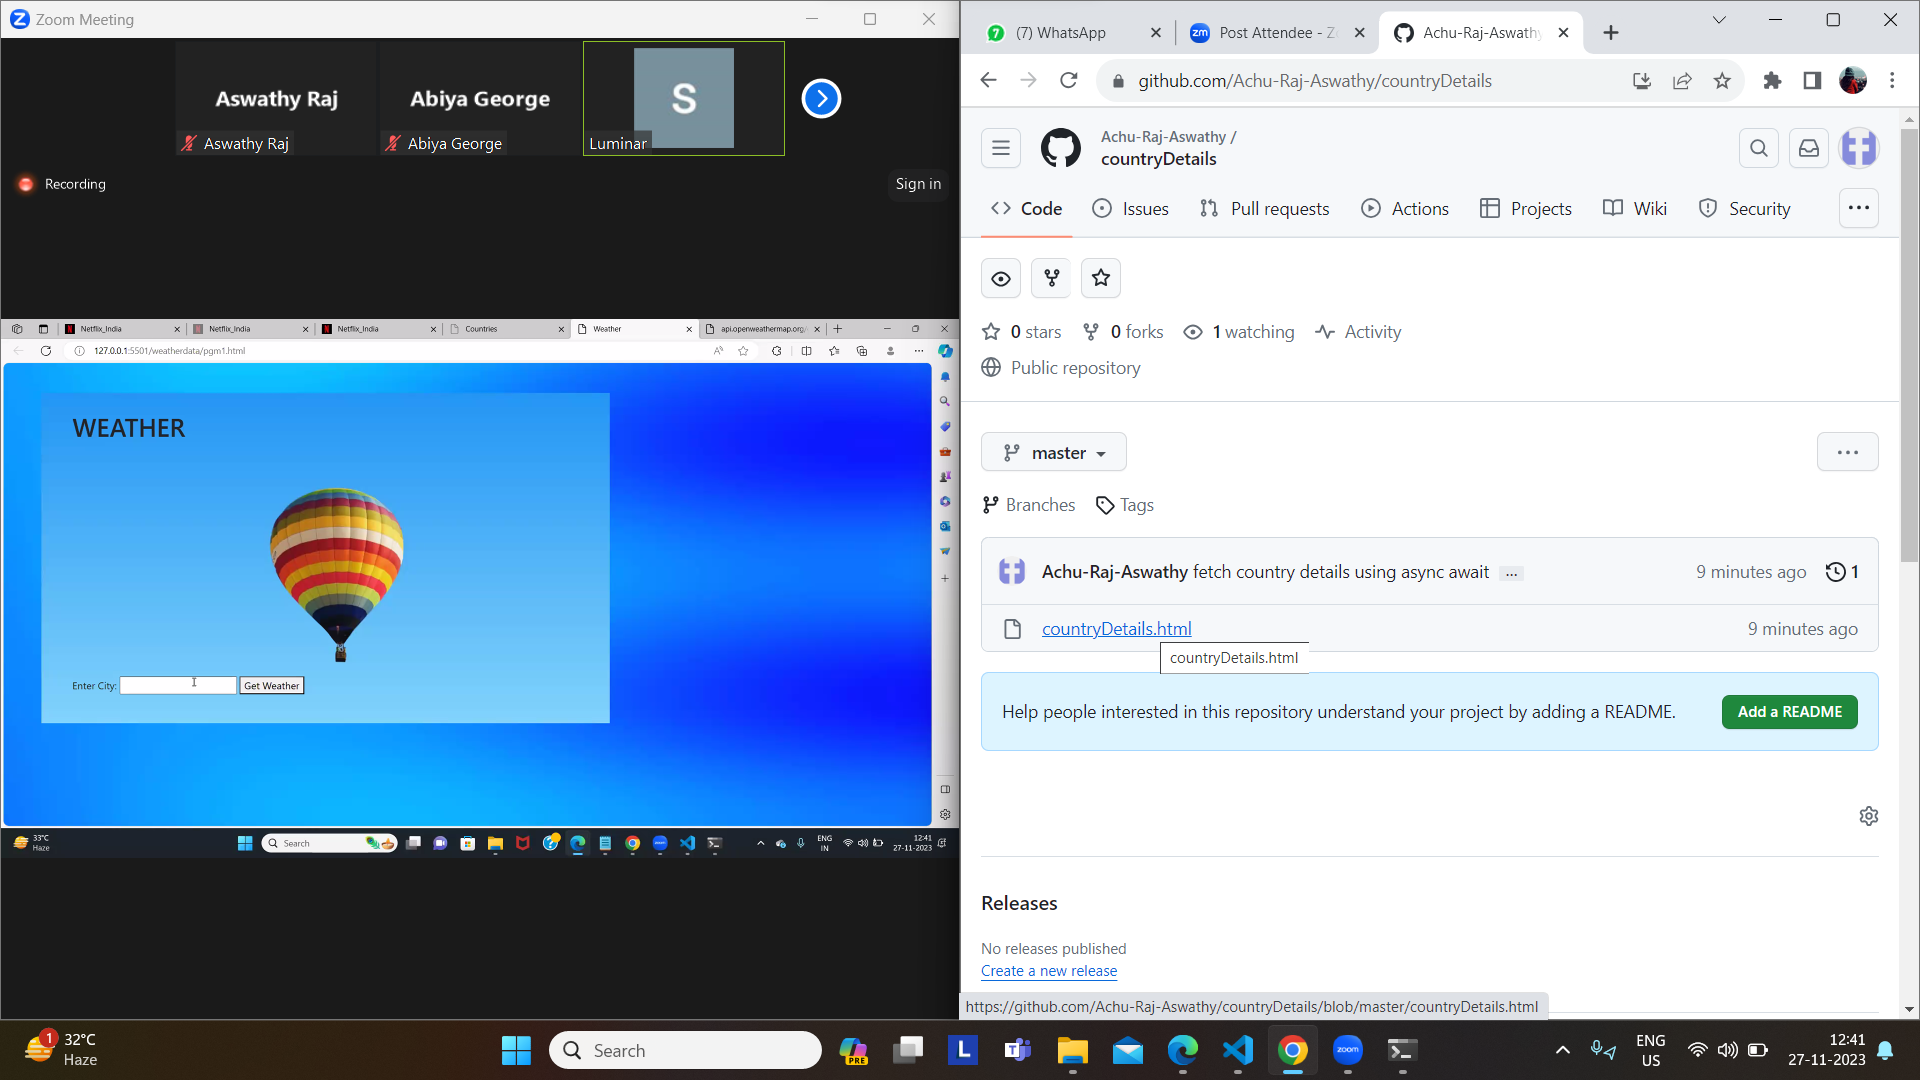 Zoom Meeting
Aswathy Raj
Abiya George
S
Aswathy Raj
Abiya George
Luminar
Recording
Sign in
Netflix_India
Netflix_India
Netflix_India
Countries
Weather
api.openweathermap.org/
127.0.0.1:5501/weatherdata/pgm1.html
WEATHER
Enter City:
Get Weather
33°C
Haze
Search
ENG
IN
12:41
27-11-2023
(7) WhatsApp
Post Attendee - Z
Achu-Raj-Aswathy
github.com/Achu-Raj-Aswathy/countryDetails
Achu-Raj-Aswathy /
countryDetails
Code
Issues
Pull requests
Actions
Projects
Wiki
Security
0 stars
0 forks
1 watching
Activity
Public repository
master
Branches
Tags
Achu-Raj-Aswathy fetch country details using async await ...
9 minutes ago
1
countryDetails.html
9 minutes ago
countryDetails.html
Help people interested in this repository understand your project by adding a README.
Add a README
Releases
No releases published
Create a new release
https://github.com/Achu-Raj-Aswathy/countryDetails/blob/master/countryDetails.html
1
32°C
Haze
Search
PRE
L
zoom
ENG
US
12:41
27-11-2023